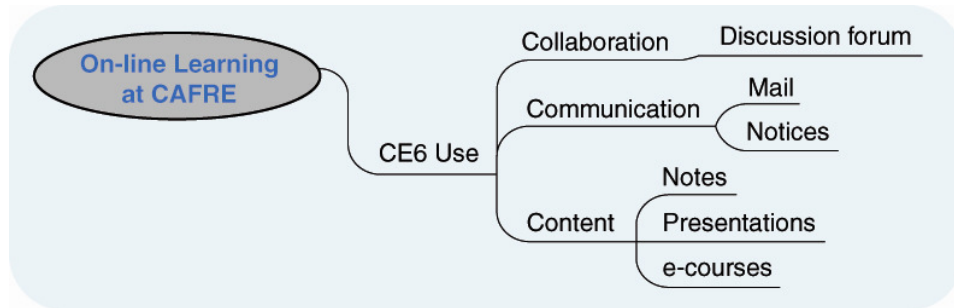 On-line Learning
at CAFRE
CE6 Use
Collaboration
Discussion forum
Communication
Mail
Notices
Content
Notes
Presentations
e-courses